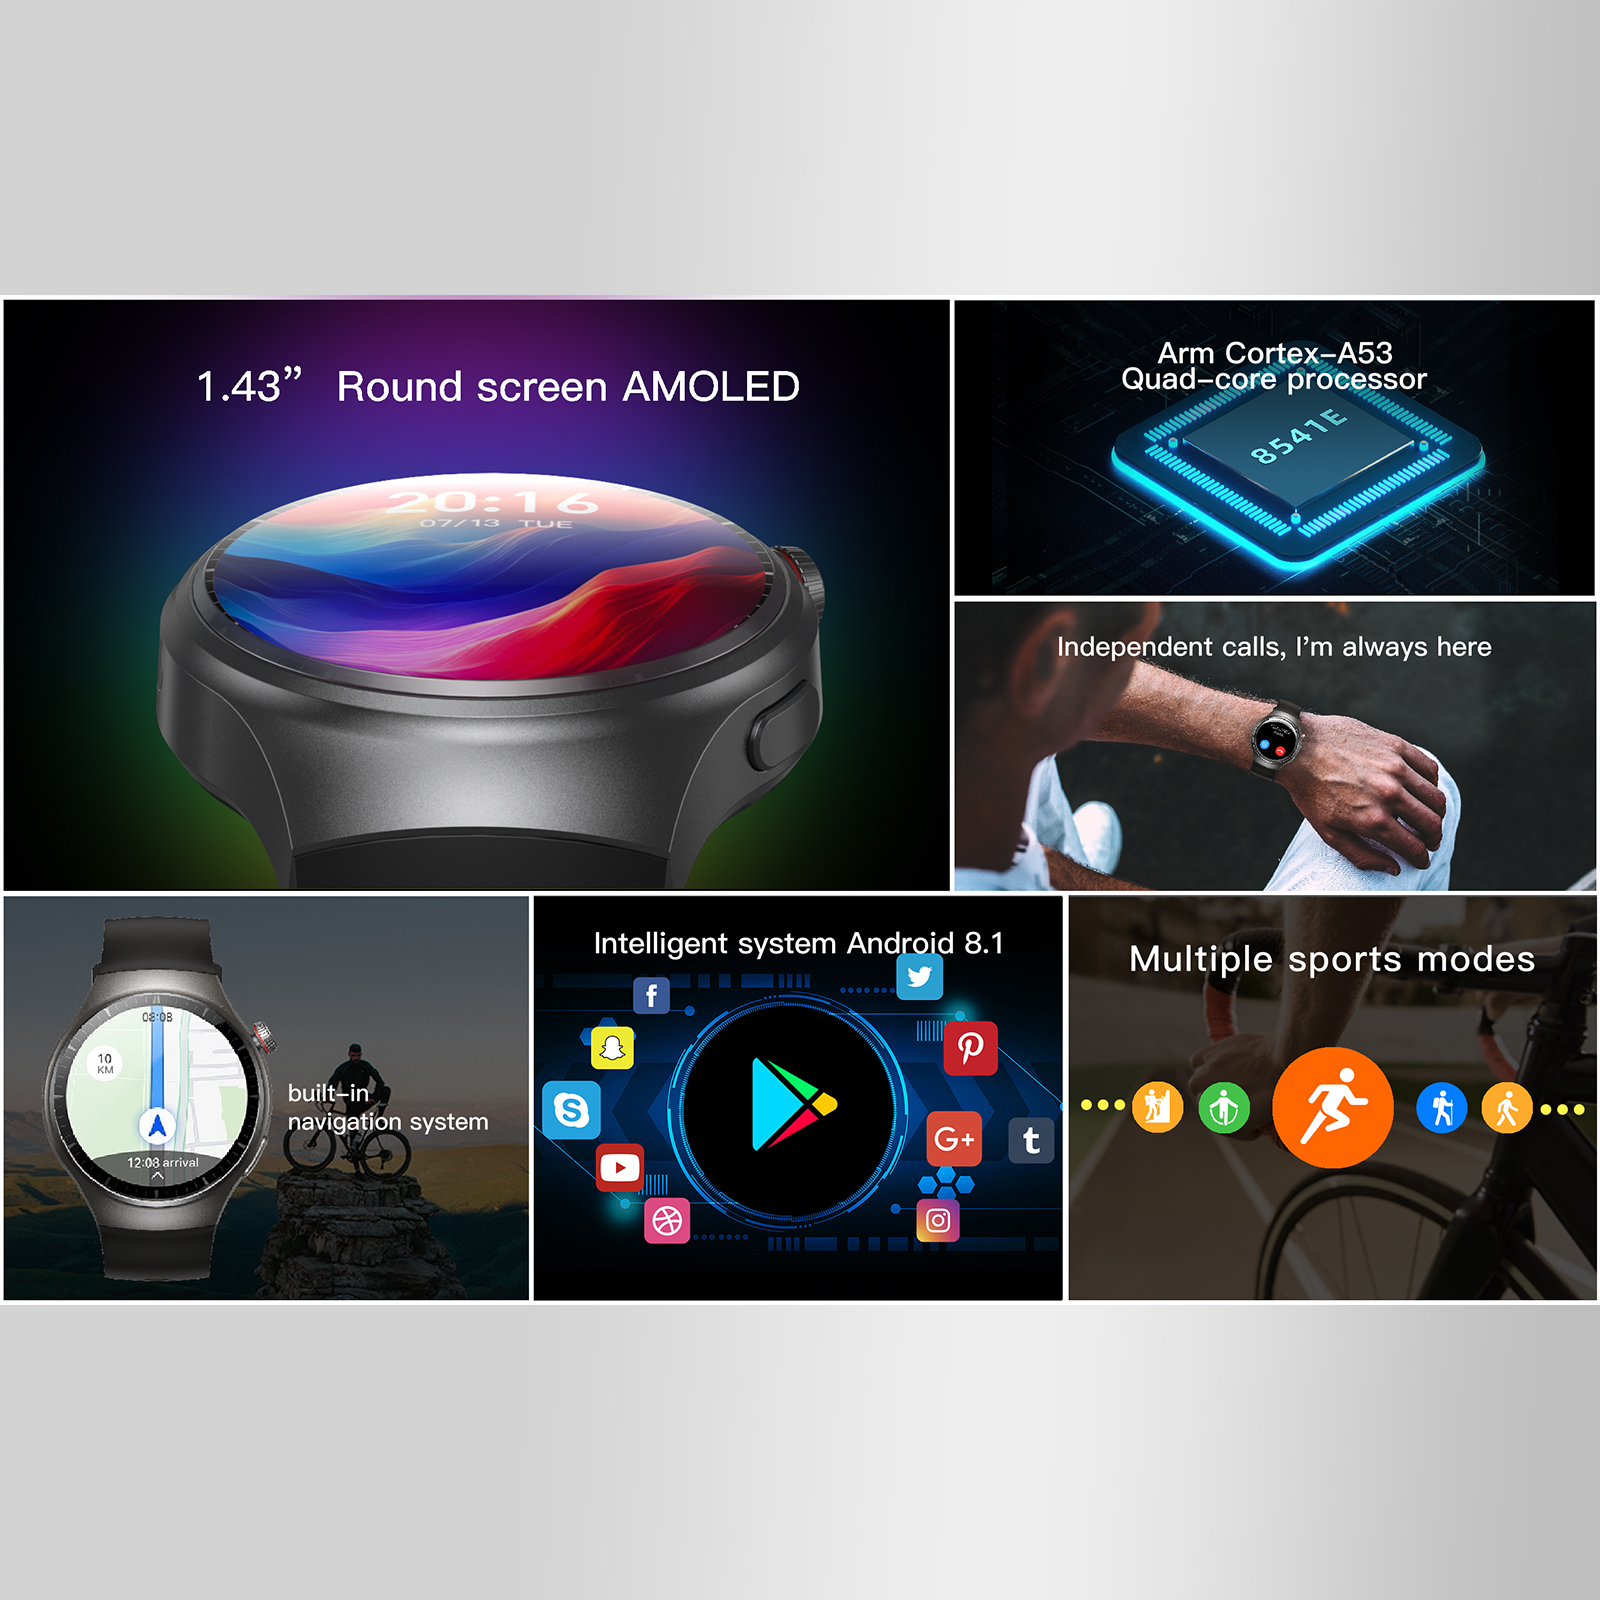 1.43” Round screen AMOLED
20:16
07/13 TUE
Arm Cortex-A53
Quad-core processor
8541E
Independent calls, I'm always here
08:08
10
KM
12:08 arrival
built-in
navigation system
Intelligent system Android 8.1
f
S
G+
t
Multiple sports modes